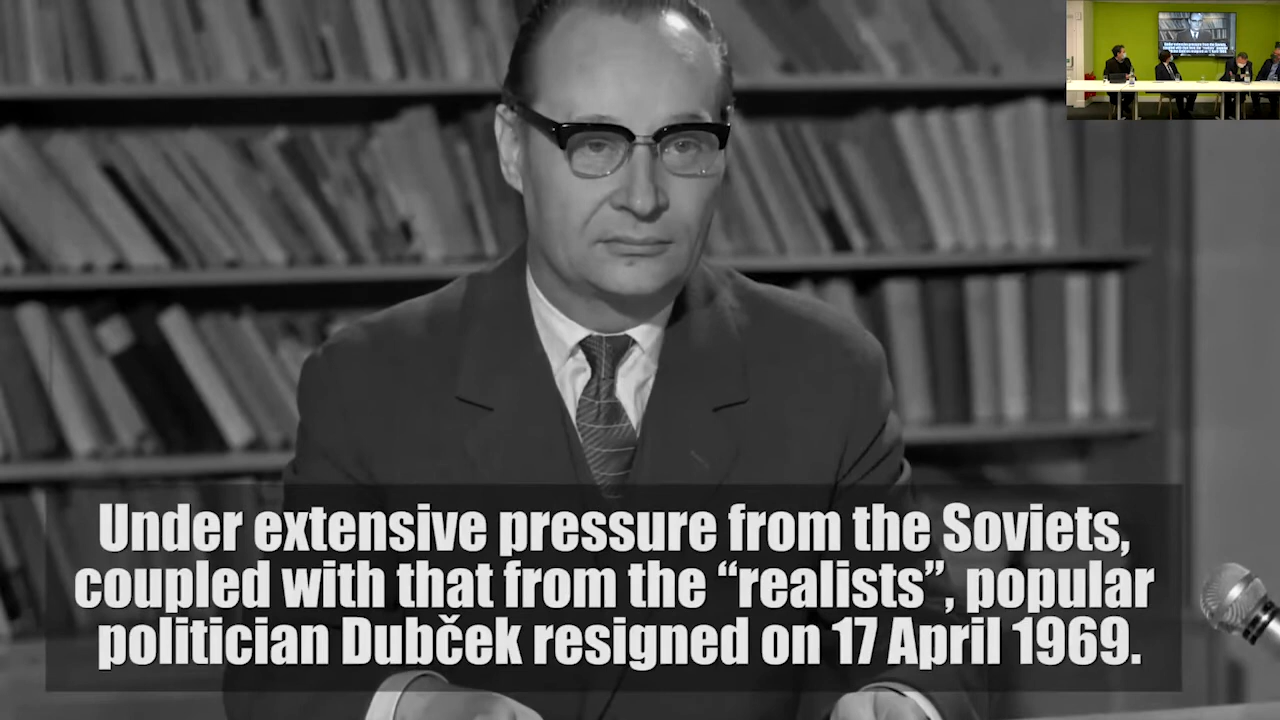 Under extensive pressure from the Soviets,
coupled with that from the “realists”, popular
politician Dubček resigned on 17 April 1969.